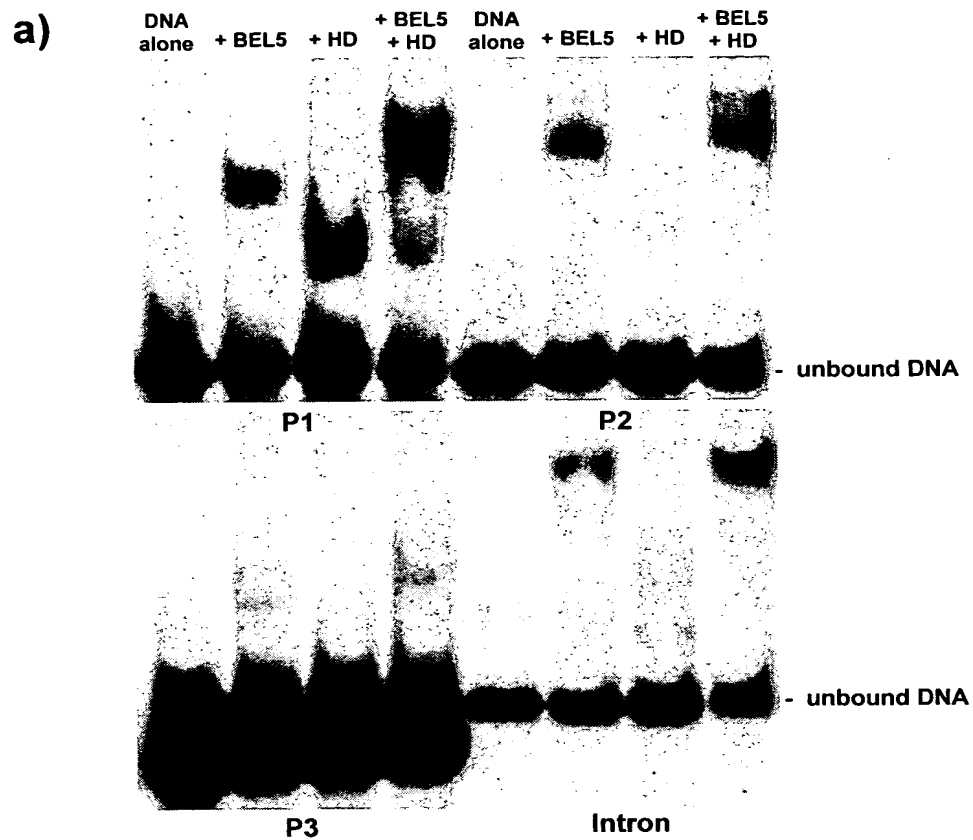 a)
DNA alone + BEL5 + HD + BEL5 + HD DNA alone + BEL5 + HD + BEL5 + HD
- unbound DNA
P1 P2
- unbound DNA
P3 Intron